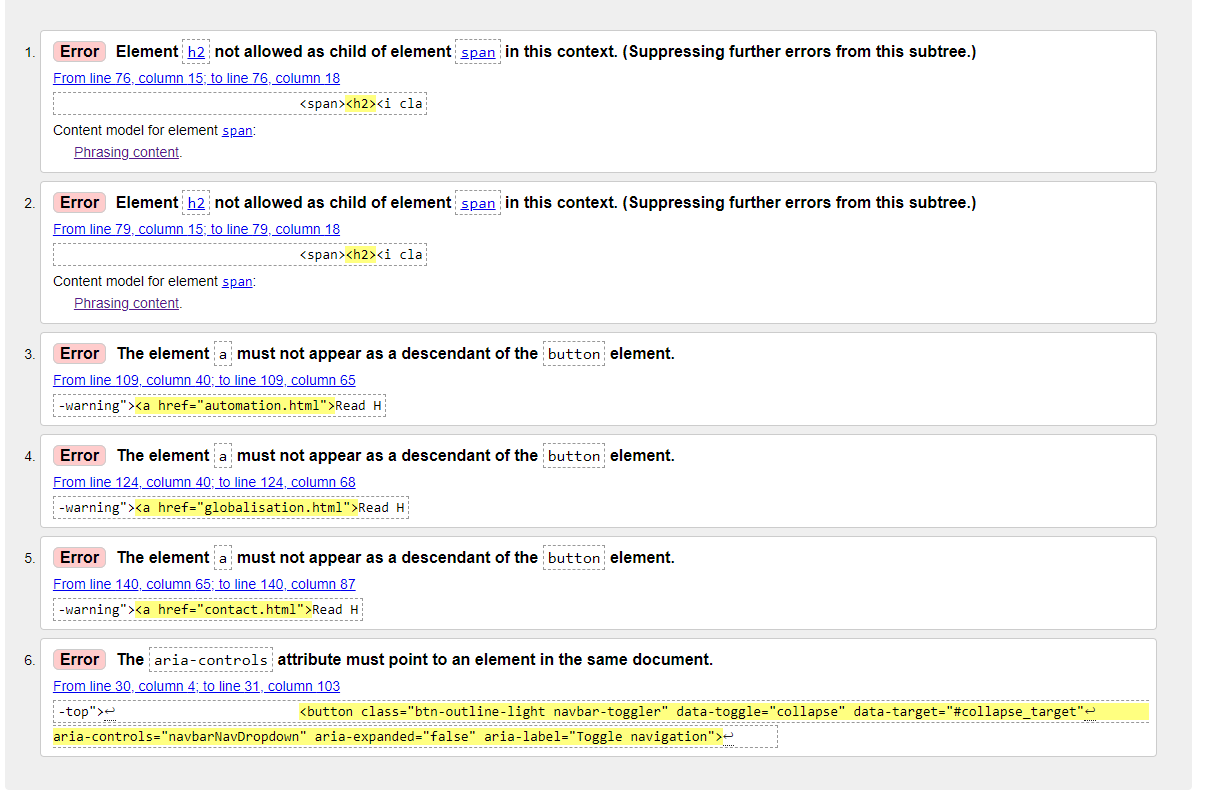 1. Error Element h2 not allowed as child of element span in this context. (Suppressing further errors from this subtree.)
From line 76, column 15; to line 76, column 18
<span><h2><i cla
Content model for element span:
Phrasing content.
2. Error Element h2 not allowed as child of element span in this context. (Suppressing further errors from this subtree.)
From line 79, column 15; to line 79, column 18
<span><h2><i cla
Content model for element span:
Phrasing content.
3. Error The element a must not appear as a descendant of the button element.
From line 109, column 40; to line 109, column 65
-warning"><a href="automation.html">Read H
4. Error The element a must not appear as a descendant of the button element.
From line 124, column 40; to line 124, column 68
-warning"><a href="globalisation.html">Read H
5. Error The element a must not appear as a descendant of the button element.
From line 140, column 65; to line 140, column 87
-warning"><a href="contact.html">Read H
6. Error The aria-controls attribute must point to an element in the same document.
From line 30, column 4; to line 31, column 103
-top">↩ <button class="btn-outline-light navbar-toggler" data-toggle="collapse" data-target="#collapse_target"↩
aria-controls="navbarNavDropdown" aria-expanded="false" aria-label="Toggle navigation">↩